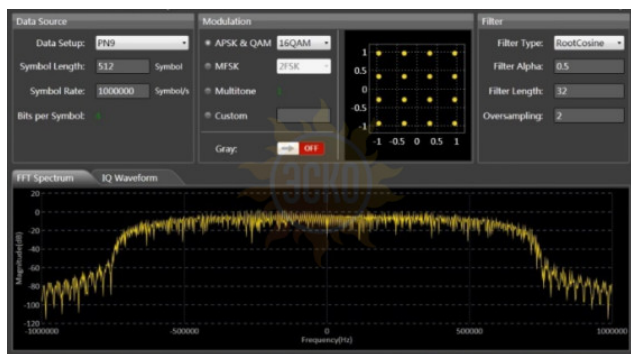 Data Source
Data Setup: PN9
Symbol Length: 512 Symbol
Symbol Rate: 1000000 Symbol/s
Bits per Symbol: 4
Modulation
APSK & QAM 16QAM
MFSK 2FSK
Multitone
Custom
Gray: OFF
1
0.5
0
-0.5
-1
-1 -0.5 0 0.5 1
Filter
Filter Type: RootCosine
Filter Alpha: 0.5
Filter Length: 32
Oversampling: 2
FFT Spectrum IQ Waveform
ЭСКО
Magnitude(dB)
20
0
-20
-40
-60
-80
-100
-120
-1000000 -500000 0 500000 1000000
Frequency(Hz)